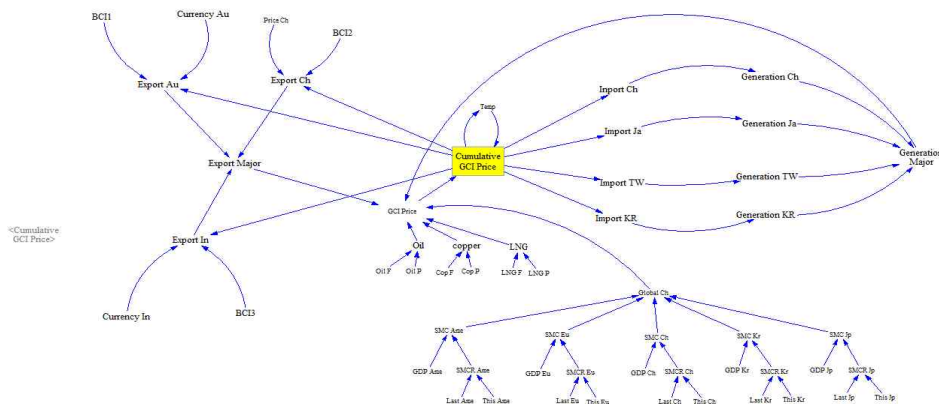 BCI1
Currency Au
Price Ch
BCI2
Export Au
Export Ch
Inport Ch
Generation Ch
Temp
Import Ja
Generation Ja
Cumulative
GCI Price
Export Major
Generation
Major
Import TW
Generation TW
GCI Price
Import KR
Generation KR
<Cumulative
GCI Price>
Export In
Oil
copper
LNG
Oil F
Oil P
Cop F
Cop P
LNG F
LNG P
Currency In
BCI3
Global Ch
SMC Ame
SMC Eu
SMC Ch
SMC Kr
SMC Jp
GDP Ame
SMCR Ame
GDP Eu
SMCR Eu
GDP Ch
SMCR Ch
GDP Kr
SMCR Kr
GDP Jp
SMCR Jp
Last Ame
This Ame
Last Eu
This Eu
Last Ch
This Ch
Last Kr
This Kr
Last Jp
This Jp